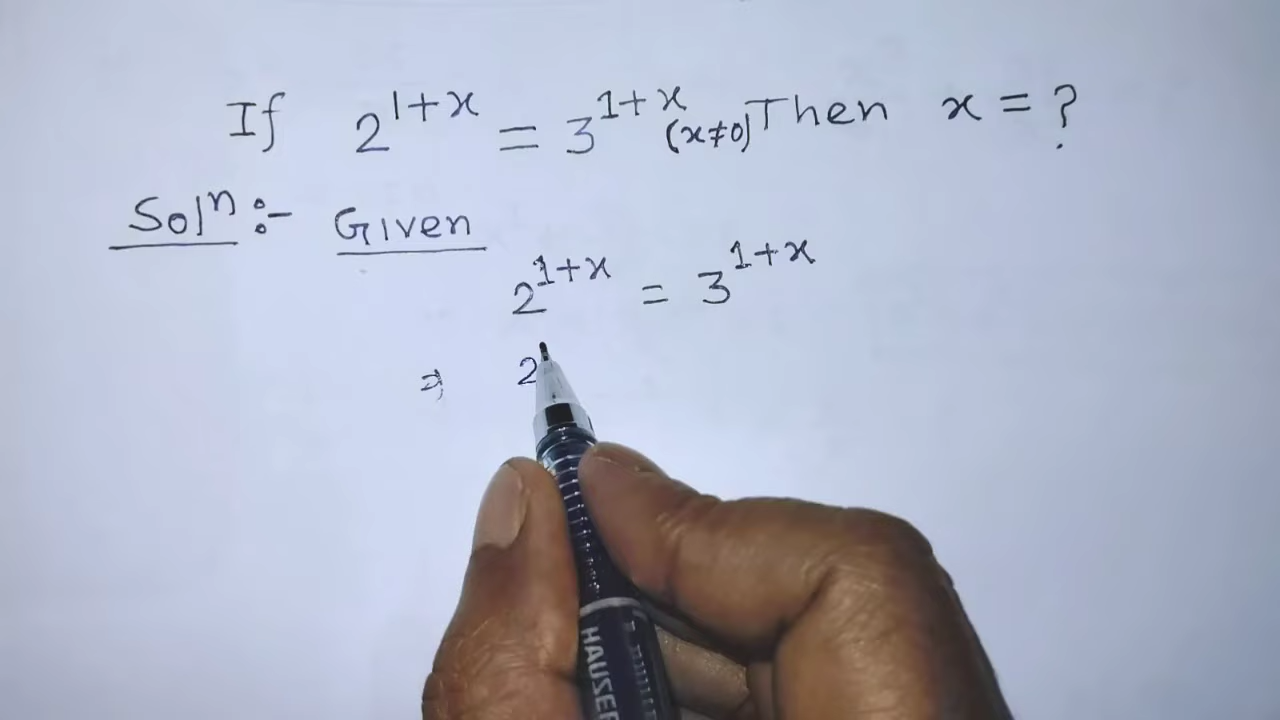 If 2^{1+x} = 3^{1+x} (x≠0) Then x = ?
Solⁿ :- Given
2^{1+x} = 3^{1+x}
⇒ 2
HAUSER